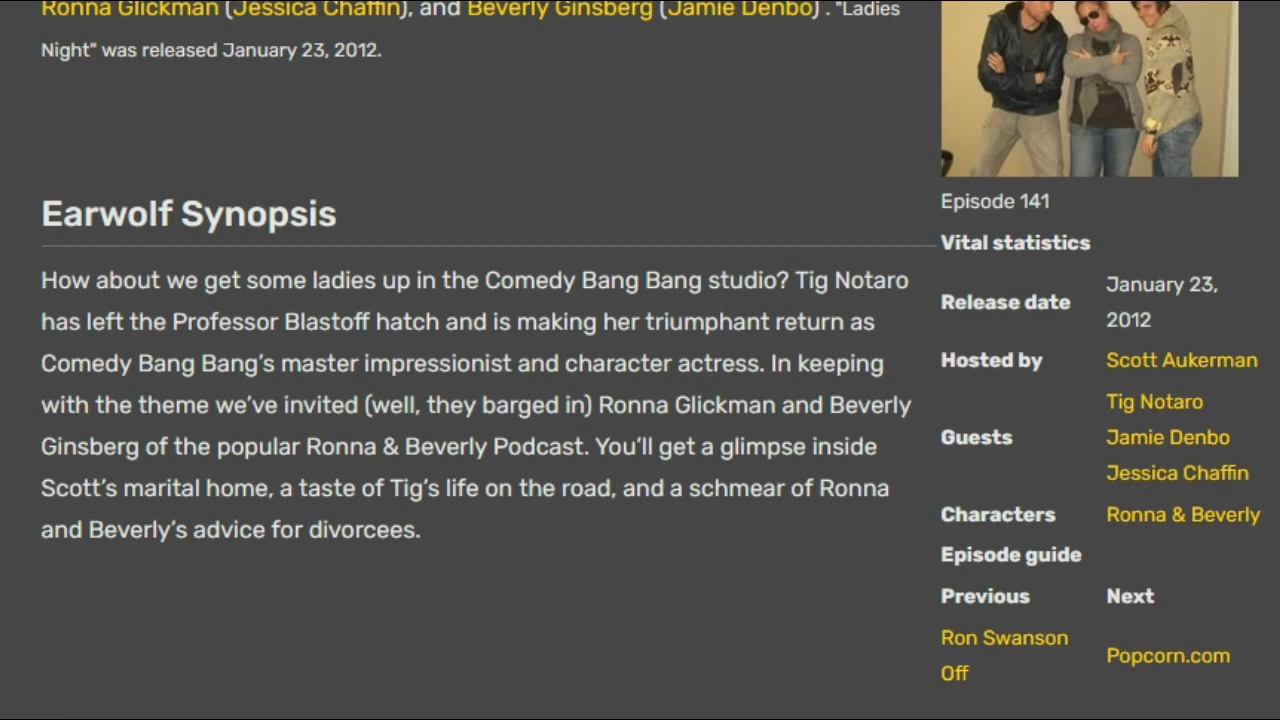 Ronna Glickman (Jessica Chaffin), and Beverly Ginsberg (Jamie Denbo) . "Ladies
Night" was released January 23, 2012.
Earwolf Synopsis
How about we get some ladies up in the Comedy Bang Bang studio? Tig Notaro
has left the Professor Blastoff hatch and is making her triumphant return as
Comedy Bang Bang’s master impressionist and character actress. In keeping
with the theme we’ve invited (well, they barged in) Ronna Glickman and Beverly
Ginsberg of the popular Ronna & Beverly Podcast. You’ll get a glimpse inside
Scott’s marital home, a taste of Tig’s life on the road, and a schmear of Ronna
and Beverly’s advice for divorcees.
Episode 141
Vital statistics
Release date January 23,
2012
Hosted by Scott Aukerman
Guests Tig Notaro
Jamie Denbo
Jessica Chaffin
Characters Ronna & Beverly
Episode guide
Previous Next
Ron Swanson
Off
Popcorn.com